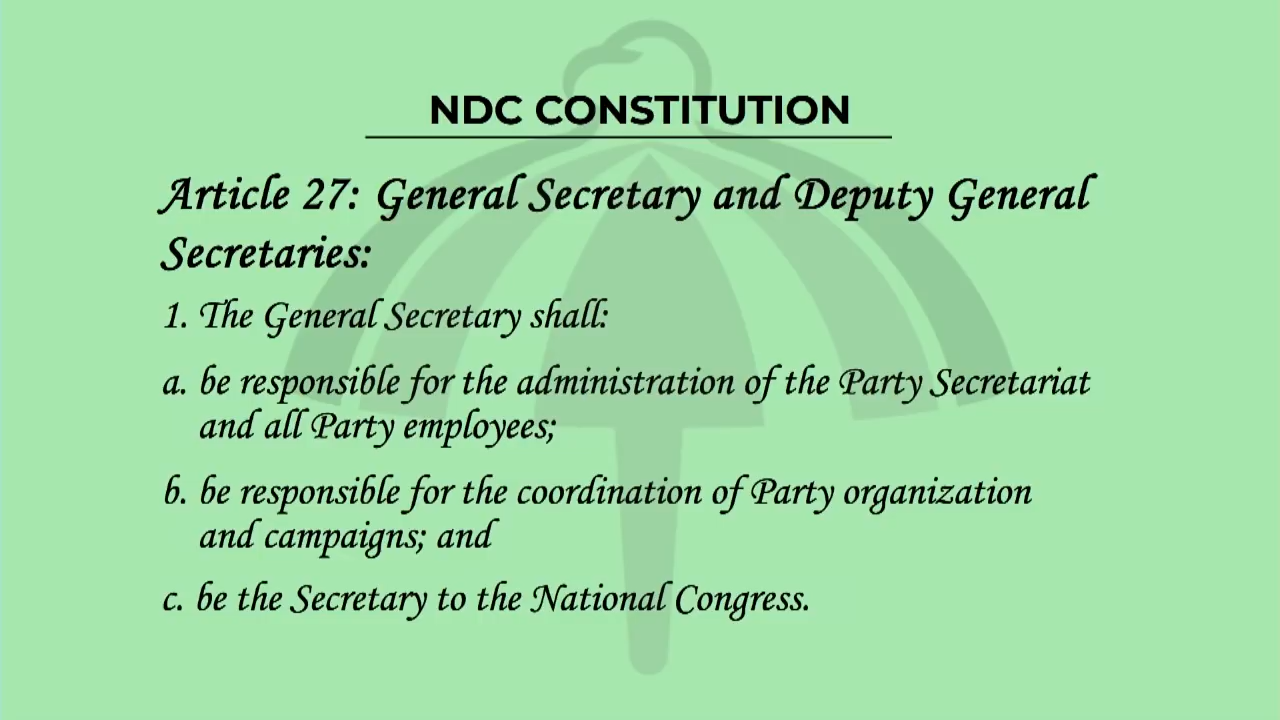 NDC CONSTITUTION
Article 27: General Secretary and Deputy General
Secretaries:
1. The General Secretary shall:
a. be responsible for the administration of the Party Secretariat
and all Party employees;
b. be responsible for the coordination of Party organization
and campaigns; and
c. be the Secretary to the National Congress.